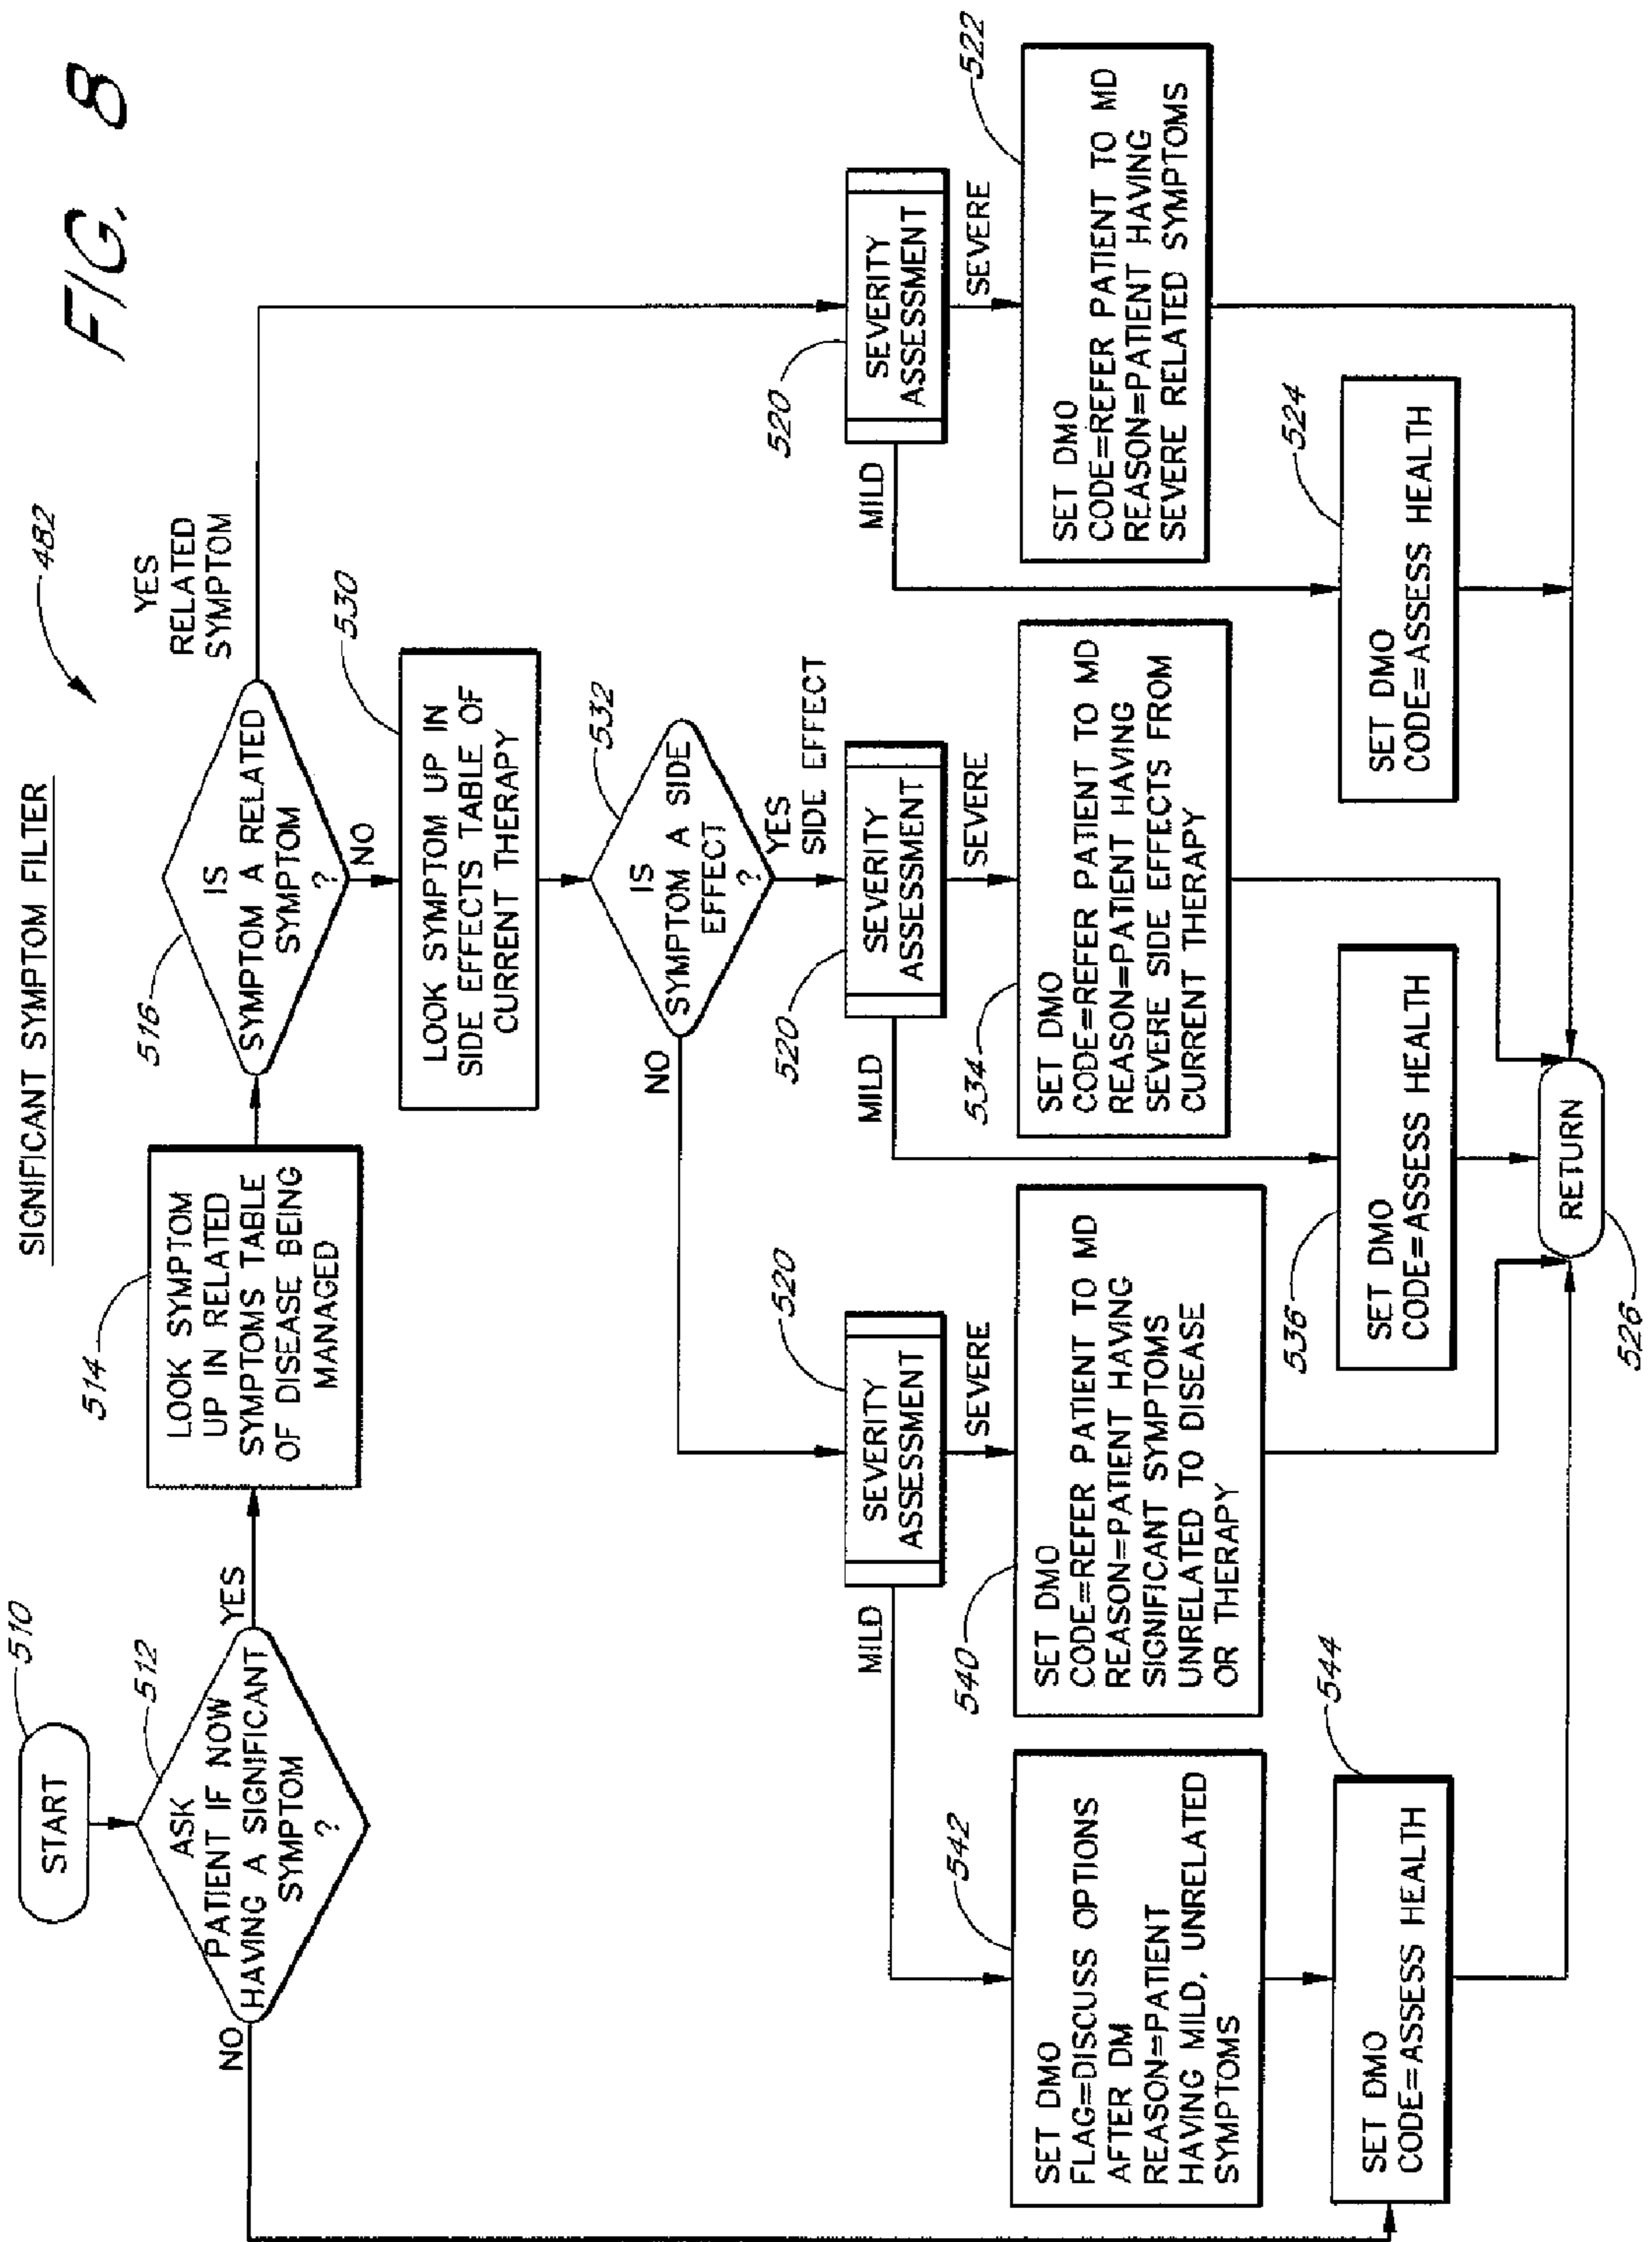 FIG. 8
SIGNIFICANT SYMPTOM FILTER
482
START
510
ASK
PATIENT IF NOW
HAVING A SIGNIFICANT
SYMPTOM
?
512
NO
YES
LOOK SYMPTOM
UP IN RELATED
SYMPTOMS TABLE
OF DISEASE BEING
MANAGED
514
IS
SYMPTOM A RELATED
SYMPTOM
?
516
YES
RELATED
SYMPTOM
NO
LOOK SYMPTOM UP IN
SIDE EFFECTS TABLE OF
CURRENT THERAPY
530
IS
SYMPTOM A SIDE
EFFECT
?
532
NO
YES
SIDE EFFECT
SEVERITY
ASSESSMENT
520
MILD
SEVERE
SEVERITY
ASSESSMENT
520
MILD
SEVERE
SEVERITY
ASSESSMENT
520
MILD
SEVERE
SET DMO
FLAG=DISCUSS OPTIONS
AFTER DM
REASON=PATIENT
HAVING MILD, UNRELATED
SYMPTOMS
542
SET DMO
CODE=REFER PATIENT TO MD
REASON=PATIENT HAVING
SIGNIFICANT SYMPTOMS
UNRELATED TO DISEASE
OR THERAPY
540
SET DMO
CODE=REFER PATIENT TO MD
REASON=PATIENT HAVING
SEVERE SIDE EFFECTS FROM
CURRENT THERAPY
534
SET DMO
CODE=REFER PATIENT TO MD
REASON=PATIENT HAVING
SEVERE RELATED SYMPTOMS
522
SET DMO
CODE=ASSESS HEALTH
544
SET DMO
CODE=ASSESS HEALTH
536
SET DMO
CODE=ASSESS HEALTH
524
RETURN
526